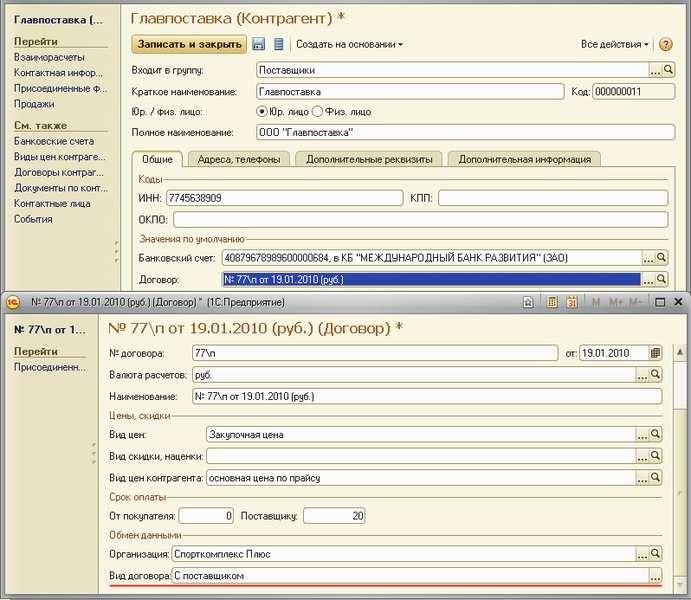 Главпоставка (...
Перейти
Взаиморасчеты
Контактная инфор...
Присоединенные ф...
Продажи
См. также
Банковские счета
Виды цен контраге...
Договоры контраг...
Документы по конт...
Контактные лица
События
Главпоставка (Контрагент) *
Записать и закрыть Создать на основании Все действия ?
Входит в группу: Поставщики ...
Краткое наименование: Главпоставка Код: 000000011
Юр. / физ. лицо: Юр. лицо Физ. лицо
Полное наименование: ООО "Главпоставка"
Общие Адреса, телефоны Дополнительные реквизиты Дополнительная информация
Коды
ИНН: 7745638909 КПП:
ОКПО:
Значения по умолчанию
Банковский счет: 40879678989600000684, в КБ "МЕЖДУНАРОДНЫЙ БАНК РАЗВИТИЯ" (ЗАО) ...
Договор: № 77\п от 19.01.2010 (руб.) ...
1С № 77\п от 19.01.2010 (руб.) (Договор) * (1С:Предприятие) 31 M M+ M-
№ 77\п от 1...
Перейти
Присоединенн...
№ 77\п от 19.01.2010 (руб.) (Договор) *
№ договора: 77\п от: 19.01.2010
Валюта расчетов: руб. ...
Наименование: № 77\п от 19.01.2010 (руб.)
Цены, скидки
Вид цен: Закупочная цена ...
Вид скидки, наценки: ...
Вид цен контрагента: основная цена по прайсу ...
Срок оплаты
От покупателя: 0 Поставщику: 20
Обмен данными
Организация: Спорткомплекс Плюс ...
Вид договора: С поставщиком ...